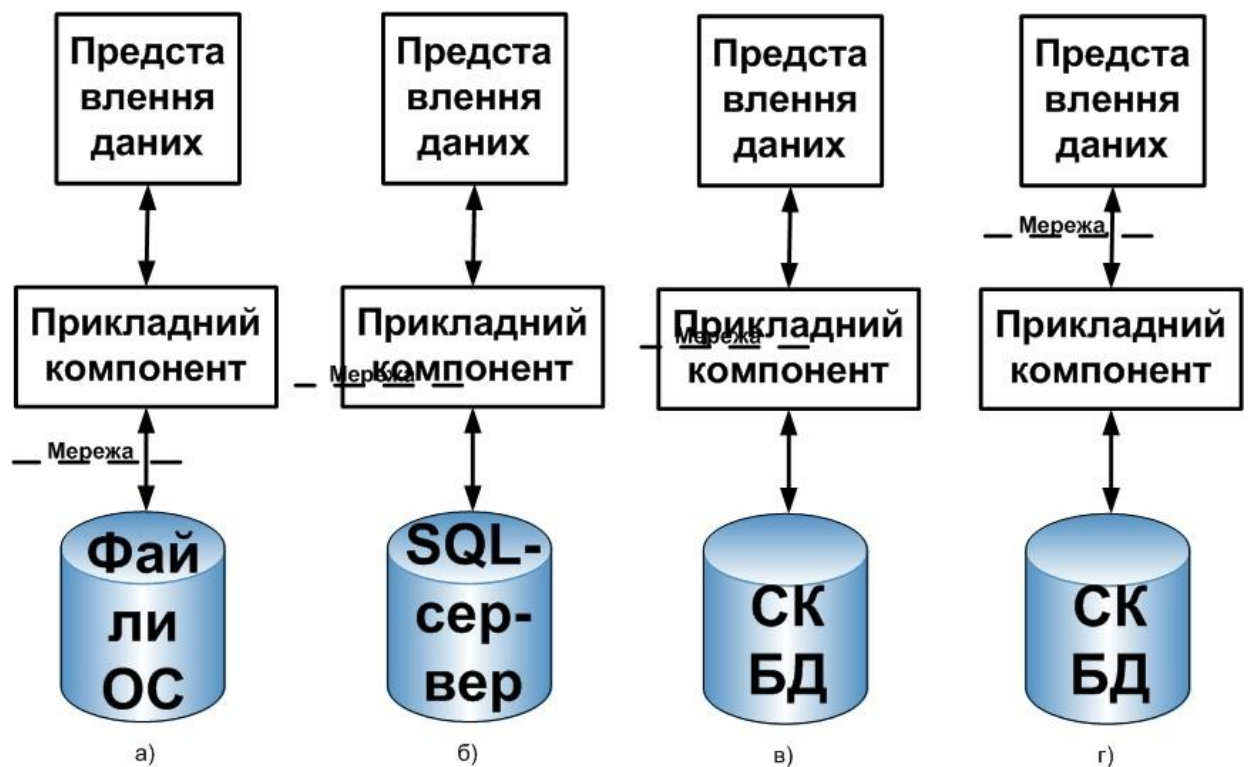 Предста
влення
даних
Прикладний
компонент
Мережа
Фай
ли
ОС
а)
Предста
влення
даних
Прикладний
компонент
Мережа
SQL-
сер-
вер
б)
Предста
влення
даних
Прикладний
Мережа
компонент
СК
БД
в)
Предста
влення
даних
Мережа
Прикладний
компонент
СК
БД
г)